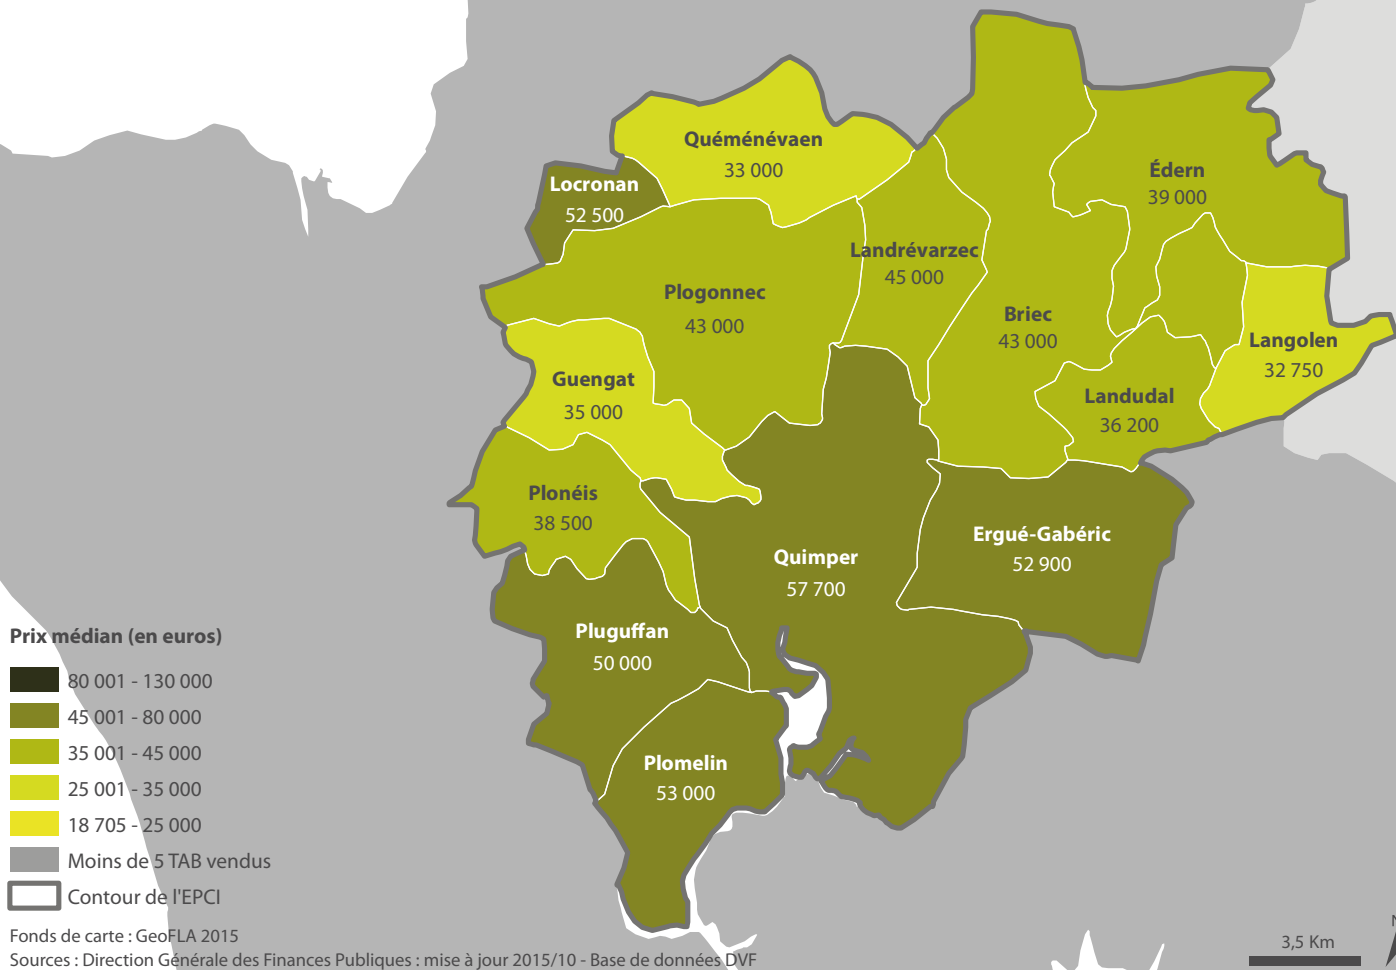 Quéménévaen
33 000
Édern
39 000
Locronan
52 500
Landrévarzec
45 000
Plogonnec
43 000
Briec
43 000
Langolen
32 750
Guengat
35 000
Landudal
36 200
Plonéis
38 500
Ergué-Gabéric
52 900
Quimper
57 700
Pluguffan
50 000
Plomelin
53 000
Prix médian (en euros)
80 001 - 130 000
45 001 - 80 000
35 001 - 45 000
25 001 - 35 000
18 705 - 25 000
Moins de 5 TAB vendus
Contour de l'EPCI
Fonds de carte : GeoFLA 2015
Sources : Direction Générale des Finances Publiques : mise à jour 2015/10 - Base de données DVF
3,5 Km